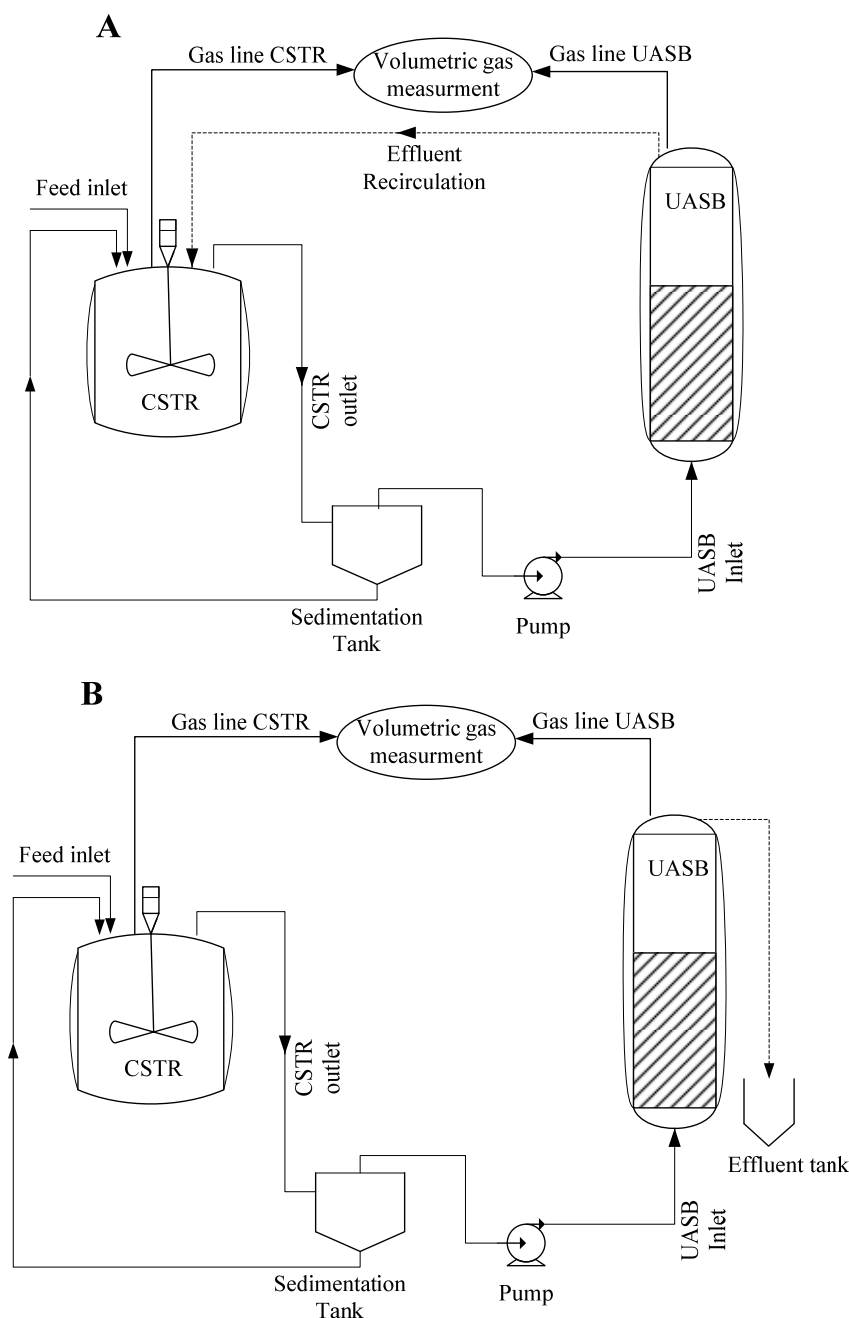 A
Gas line CSTR
Volumetric gas
measurment
Gas line UASB
Effluent
Recirculation
Feed inlet
UASB
CSTR
CSTR
outlet
UASB
Inlet
Sedimentation
Tank
Pump
B
Gas line CSTR
Volumetric gas
measurment
Gas line UASB
Feed inlet
UASB
CSTR
CSTR
outlet
Effluent tank
UASB
Inlet
Sedimentation
Tank
Pump